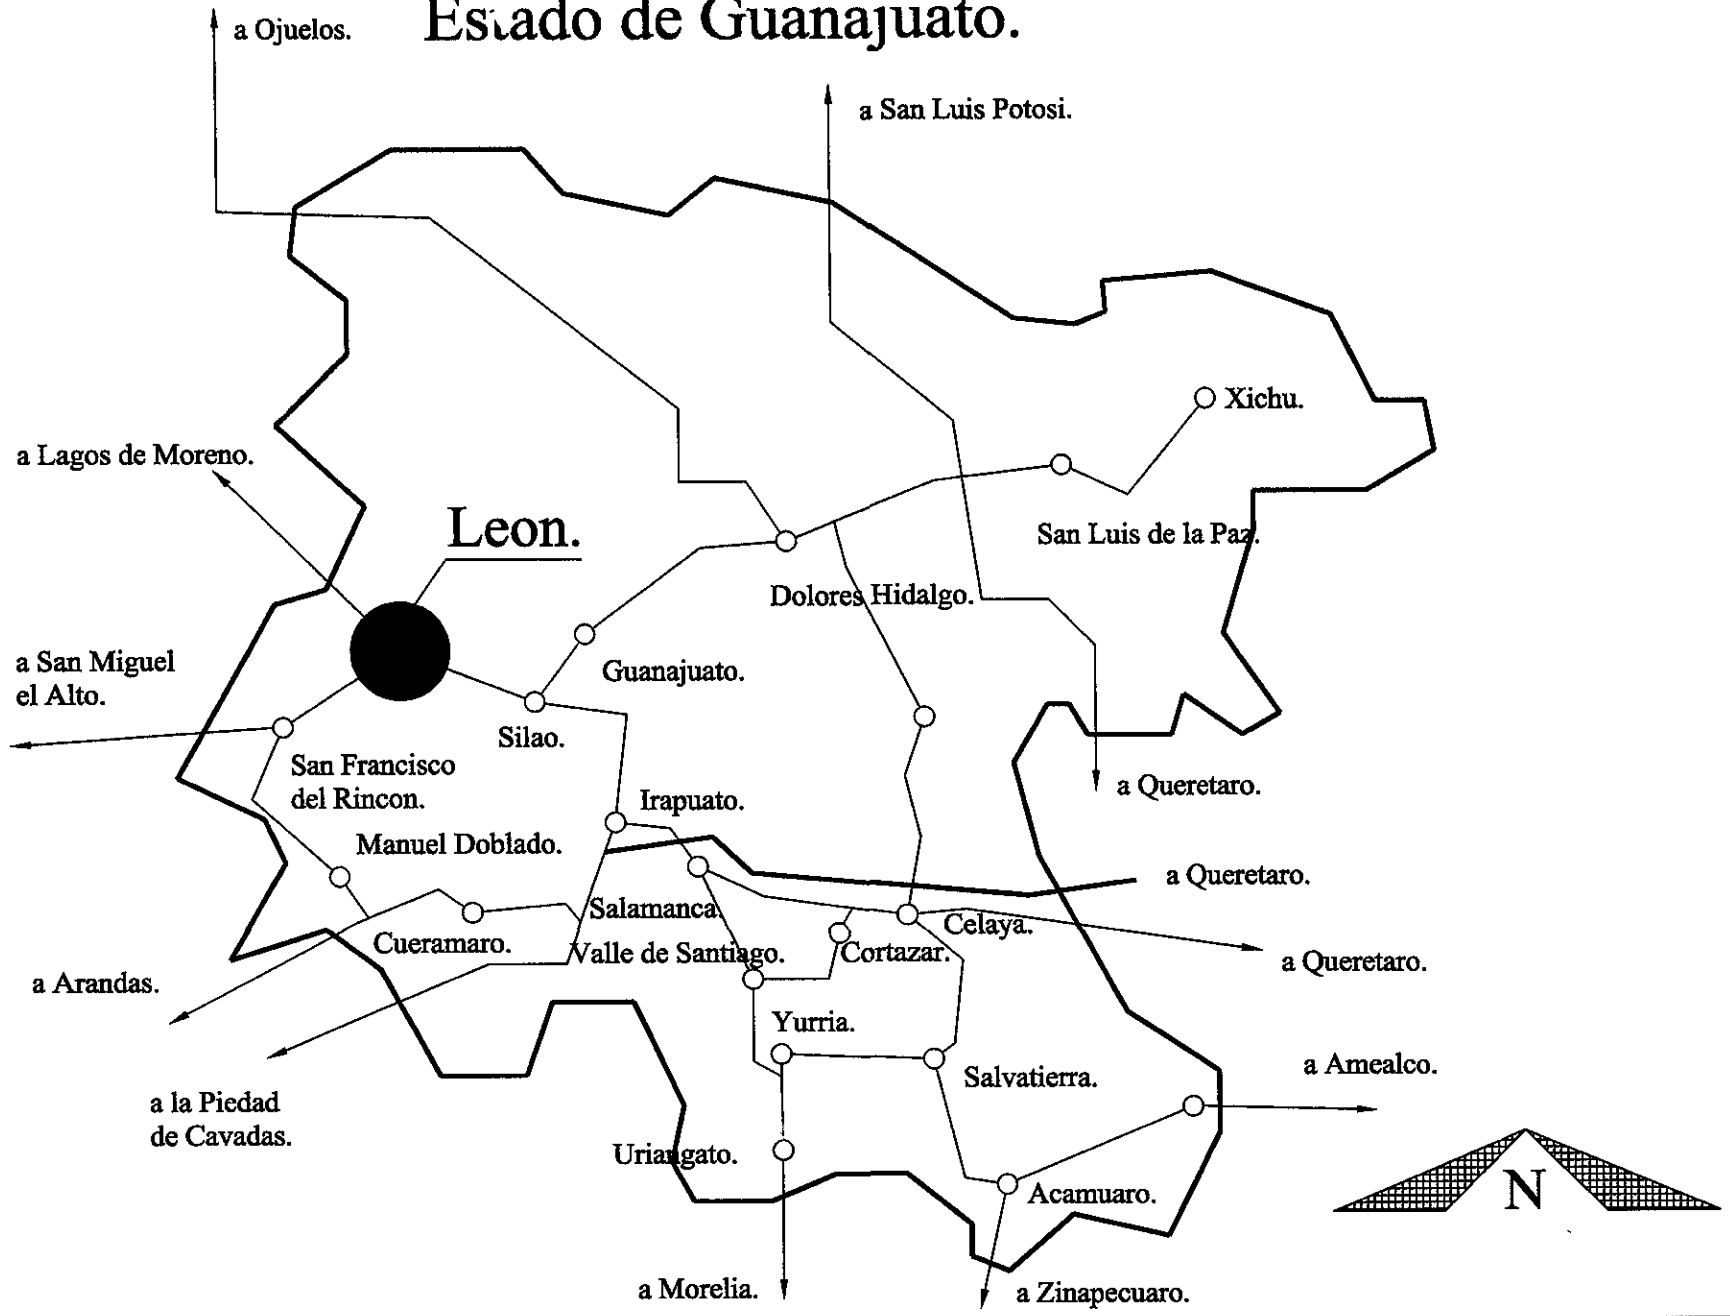 Estado de Guanajuato.
a Ojuelos.
a San Luis Potosi.
Xichu.
a Lagos de Moreno.
Leon.
San Luis de la Paz.
Dolores Hidalgo.
a San Miguel
el Alto.
Guanajuato.
Silao.
San Francisco
del Rincon.
a Queretaro.
Irapuato.
Manuel Doblado.
a Queretaro.
Salamanca.
Celaya.
Cueramaro.
Valle de Santiago.
Cortazar.
a Queretaro.
a Arandas.
Yurria.
a Amealco.
Salvatierra.
a la Piedad
de Cavadas.
Uriangato.
Acamuaro.
N
a Morelia.
a Zinapecuaro.